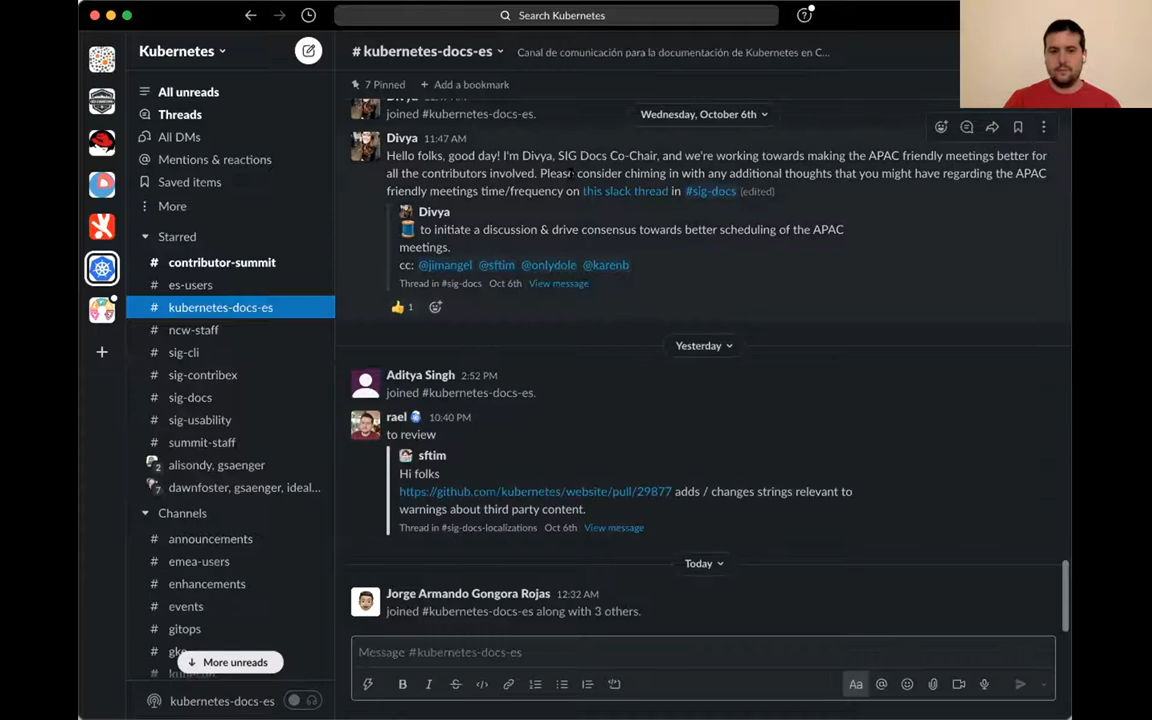 Search Kubernetes
Kubernetes
# kubernetes-docs-es
Canal de comunicación para la documentación de Kubernetes en C...
7 Pinned
+ Add a bookmark
All unreads
Threads
All DMs
Mentions & reactions
Saved items
More
Starred
# contributor-summit
# es-users
# kubernetes-docs-es
# ncw-staff
# sig-cli
# sig-contribex
# sig-docs
# sig-usability
# summit-staff
2 alisondy, gsaenger
7 dawnfoster, gsaenger, ideal...
Channels
# announcements
# emea-users
# enhancements
# events
# gitops
#
More unreads
kubernetes-docs-es
Divya
joined #kubernetes-docs-es.
Wednesday, October 6th
Divya 11:47 AM
Hello folks, good day! I'm Divya, SIG Docs Co-Chair, and we're working towards making the APAC friendly meetings better for
all the contributors involved. Please consider chiming in with any additional thoughts that you might have regarding the APAC
friendly meetings time/frequency on this slack thread in #sig-docs (edited)
Divya
🧵 to initiate a discussion & drive consensus towards better scheduling of the APAC
meetings.
cc: @jimangel @sftim @onlydole @karenb
Thread in #sig-docs Oct 6th View message
👍 1
Yesterday
Aditya Singh 2:52 PM
joined #kubernetes-docs-es.
rael 10:40 PM
to review
sftim
Hi folks
https://github.com/kubernetes/website/pull/29877 adds / changes strings relevant to
warnings about third party content.
Thread in #sig-docs-localizations Oct 6th View message
Today
Jorge Armando Gongora Rojas 12:32 AM
joined #kubernetes-docs-es along with 3 others.
Message #kubernetes-docs-es
B I S Aa @